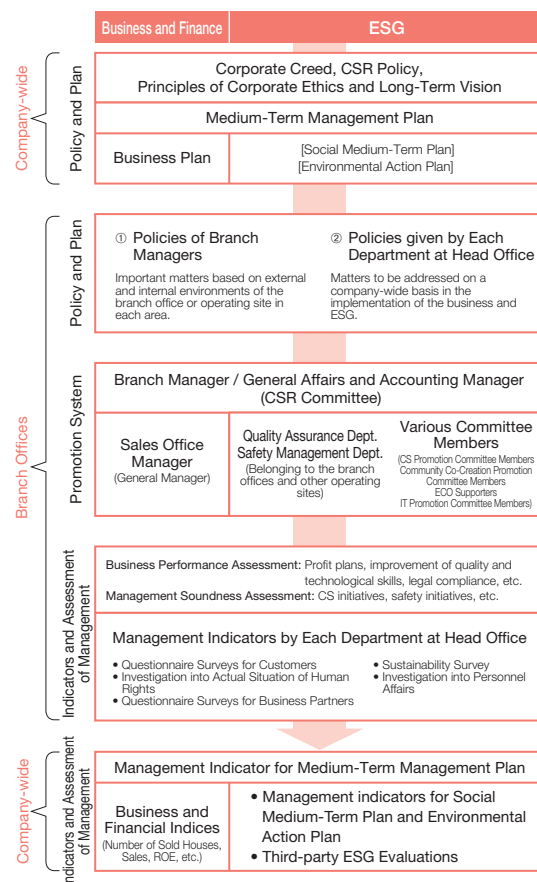 Business and Finance
ESG
Company-wide
Policy and Plan
Corporate Creed, CSR Policy,
Principles of Corporate Ethics and Long-Term Vision
Medium-Term Management Plan
Business Plan
[Social Medium-Term Plan]
[Environmental Action Plan]
Branch Offices
Policy and Plan
① Policies of Branch
Managers
Important matters based on external
and internal environments of the
branch office or operating site in
each area.
② Policies given by Each
Department at Head Office
Matters to be addressed on a
company-wide basis in the
implementation of the business and
ESG.
Promotion System
Branch Manager / General Affairs and Accounting Manager
(CSR Committee)
Sales Office
Manager
(General Manager)
Quality Assurance Dept.
Safety Management Dept.
(Belonging to the branch
offices and other operating
sites)
Various Committee
Members
(CS Promotion Committee Members
Community Co-Creation Promotion
Committee Members
ECO Supporters
IT Promotion Committee Members)
Indicators and Assessment
of Management
Business Performance Assessment: Profit plans, improvement of quality and
technological skills, legal compliance, etc.
Management Soundness Assessment: CS initiatives, safety initiatives, etc.
Management Indicators by Each Department at Head Office
• Questionnaire Surveys for Customers
• Investigation into Actual Situation of Human
Rights
• Questionnaire Surveys for Business Partners
• Sustainability Survey
• Investigation into Personnel
Affairs
Company-wide
Indicators and Assessment
of Management
Management Indicator for Medium-Term Management Plan
Business and
Financial Indices
(Number of Sold Houses,
Sales, ROE, etc.)
• Management indicators for Social
Medium-Term Plan and Environmental
Action Plan
• Third-party ESG Evaluations